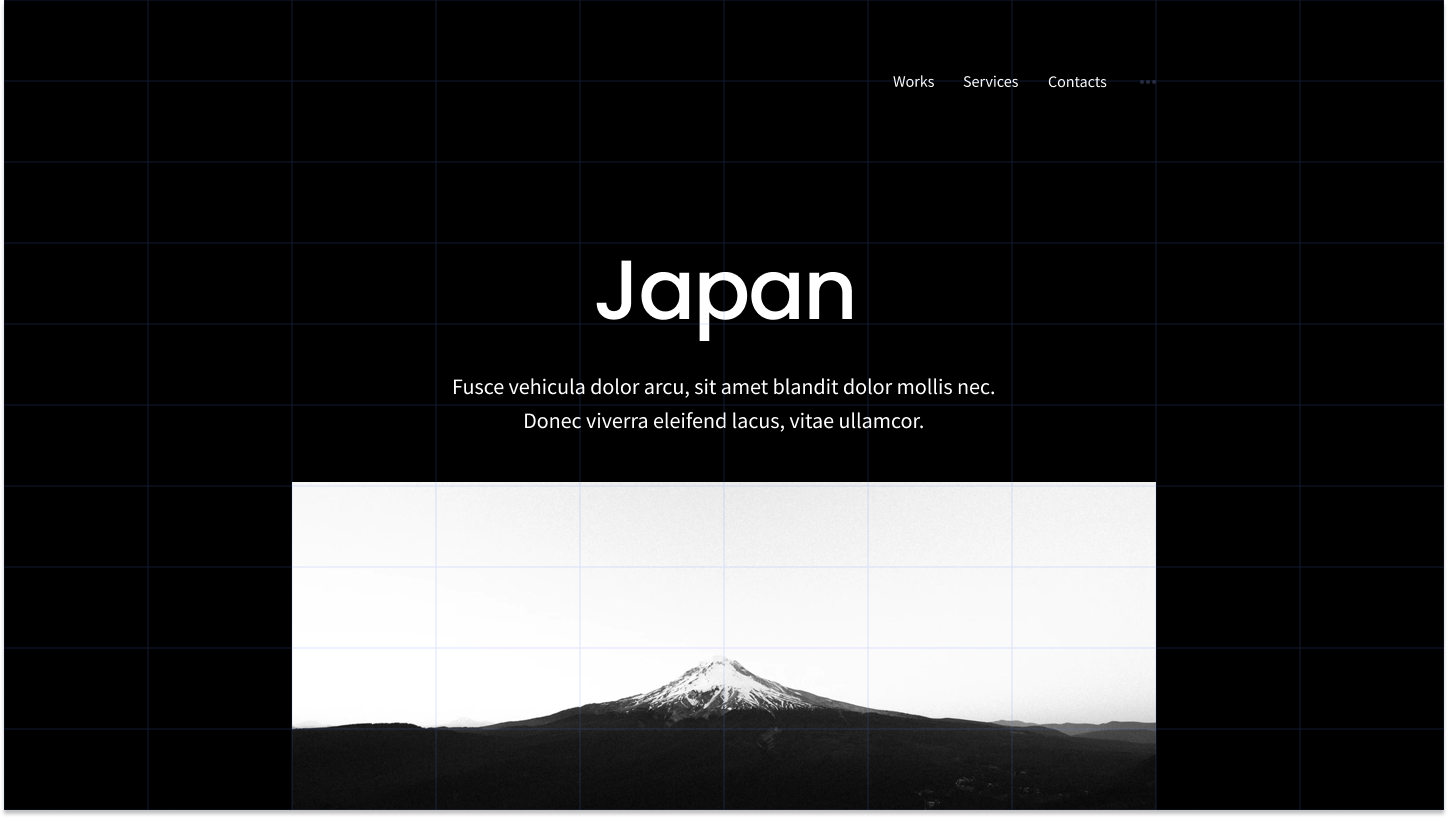 Works Services Contacts
Japan
Fusce vehicula dolor arcu, sit amet blandit dolor mollis nec.
Donec viverra eleifend lacus, vitae ullamcor.